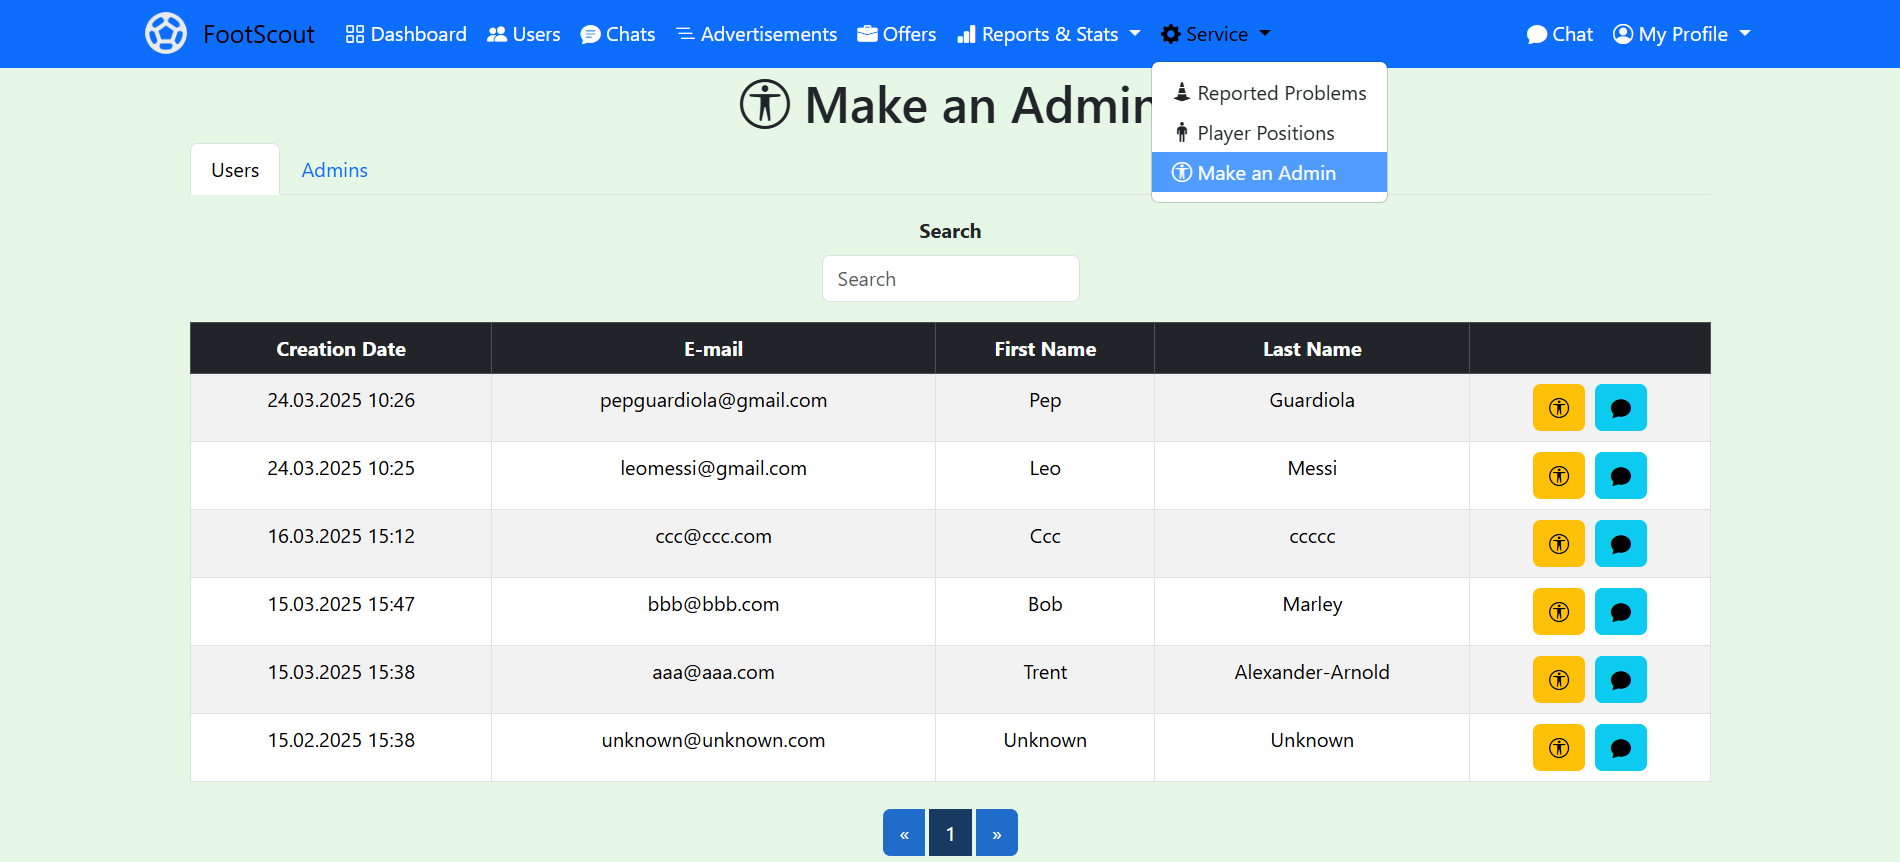 FootScout Dashboard Users Chats Advertisements Offers Reports & Stats Service Chat My Profile
Reported Problems
Player Positions
Make an Admin
Make an Admin
Users Admins
Search
Search
Creation Date E-mail First Name Last Name
24.03.2025 10:26 pepguardiola@gmail.com Pep Guardiola
24.03.2025 10:25 leomessi@gmail.com Leo Messi
16.03.2025 15:12 ccc@ccc.com Ccc ccccc
15.03.2025 15:47 bbb@bbb.com Bob Marley
15.03.2025 15:38 aaa@aaa.com Trent Alexander-Arnold
15.02.2025 15:38 unknown@unknown.com Unknown Unknown
« 1 »